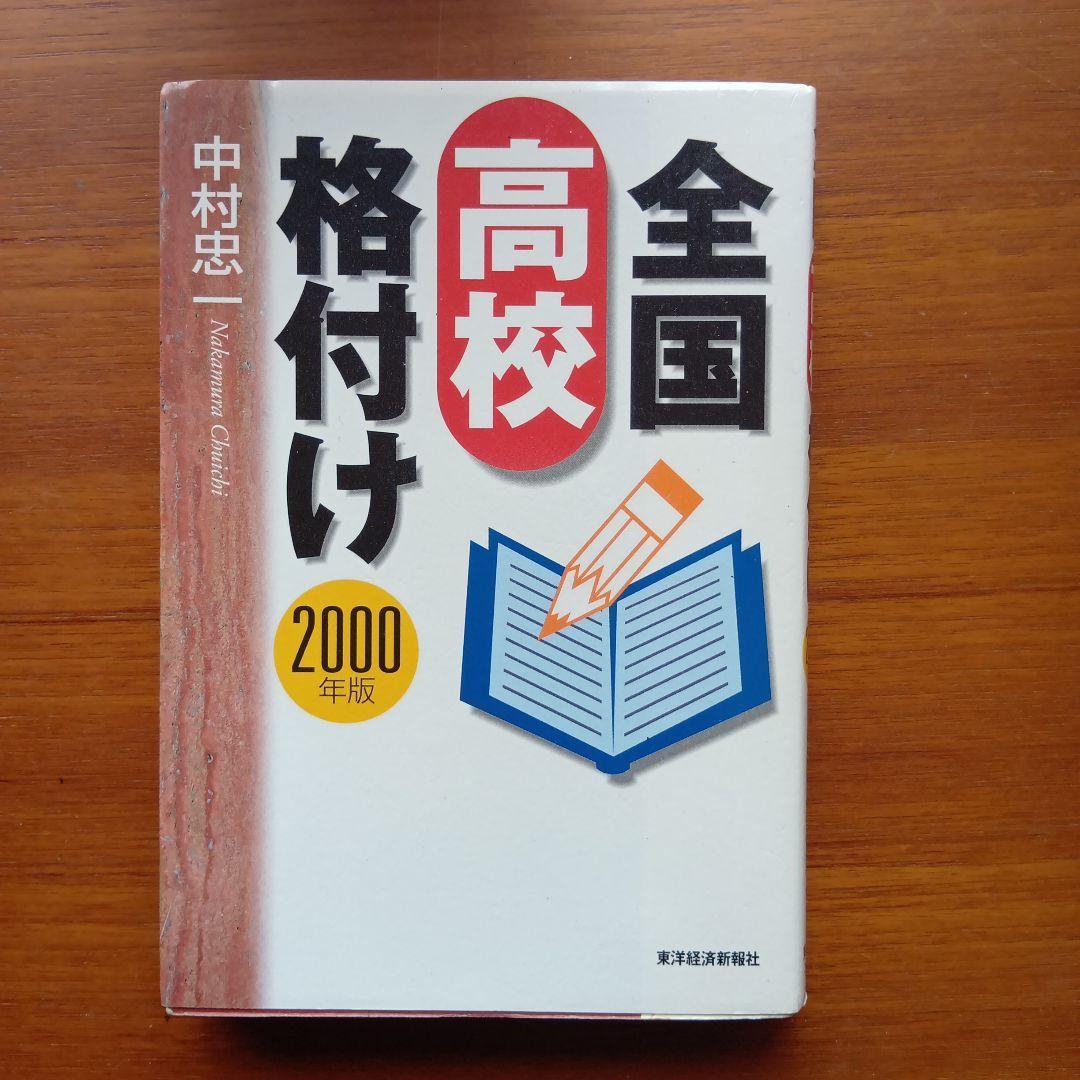 全国
高校
格付け
2000
年版
中村忠一
Nakamura Chuichi
東洋経済新報社